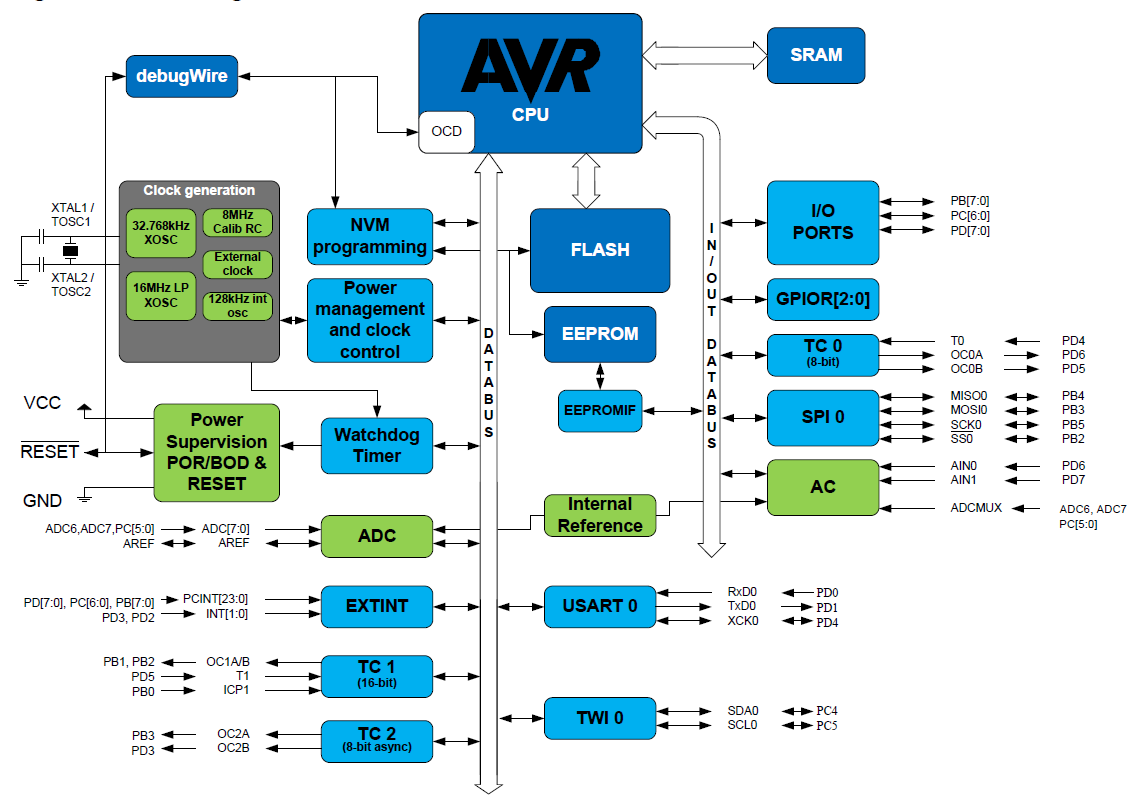 AVR
CPU
OCD
SRAM
debugWire
Clock generation
XTAL1 /
TOSC1
32.768kHz
XOSC
8MHz
Calib RC
External
clock
XTAL2 /
TOSC2
16MHz LP
XOSC
128kHz int
osc
NVM
programming
FLASH
Power
management
and clock
control
EEPROM
EEPROMIF
DATABUS
IN/OUT DATABUS
I/O
PORTS
PB[7:0]
PC[6:0]
PD[7:0]
GPIOR[2:0]
TC 0
(8-bit)
T0 PD4
OC0A PD6
OC0B PD5
SPI 0
MISO0 PB4
MOSI0 PB3
SCK0 PB5
SS0 PB2
AC
AIN0 PD6
AIN1 PD7
ADCMUX ADC6, ADC7
PC[5:0]
VCC
RESET
GND
Power
Supervision
POR/BOD &
RESET
Watchdog
Timer
Internal
Reference
ADC6,ADC7,PC[5:0] ADC[7:0]
AREF AREF
ADC
PD[7:0], PC[6:0], PB[7:0] PCINT[23:0]
PD3, PD2 INT[1:0]
EXTINT
USART 0
RxD0 PD0
TxD0 PD1
XCK0 PD4
PB1, PB2 OC1A/B
PD5 T1
PB0 ICP1
TC 1
(16-bit)
TWI 0
SDA0 PC4
SCL0 PC5
PB3 OC2A
PD3 OC2B
TC 2
(8-bit async)